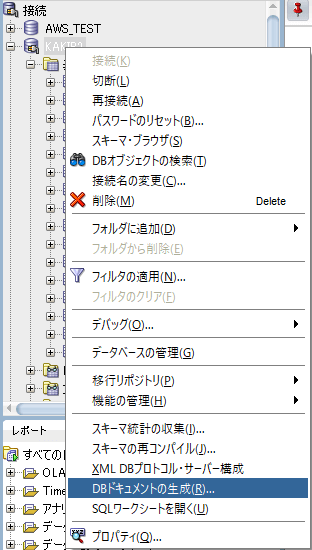 接続
AWS_TEST
接続(K)
切断(L)
再接続(A)
パスワードのリセット(B)...
スキーマ・ブラウザ(S)
DBオブジェクトの検索(T)
接続名の変更(C)...
削除(M) Delete
フォルダに追加(D)
フォルダから削除(E)
フィルタの適用(N)...
フィルタのクリア(F)
デバッグ(O)...
データベースの管理(G)
移行リポジトリ(P)
機能の管理(H)
スキーマ統計の収集(I)...
スキーマの再コンパイル(J)...
XML DBプロトコル・サーバー構成
DBドキュメントの生成(R)...
SQLワークシートを開く(U)
プロパティ(Q)...
レポート
すべての
OLA
Time
アナリ
データ
データ